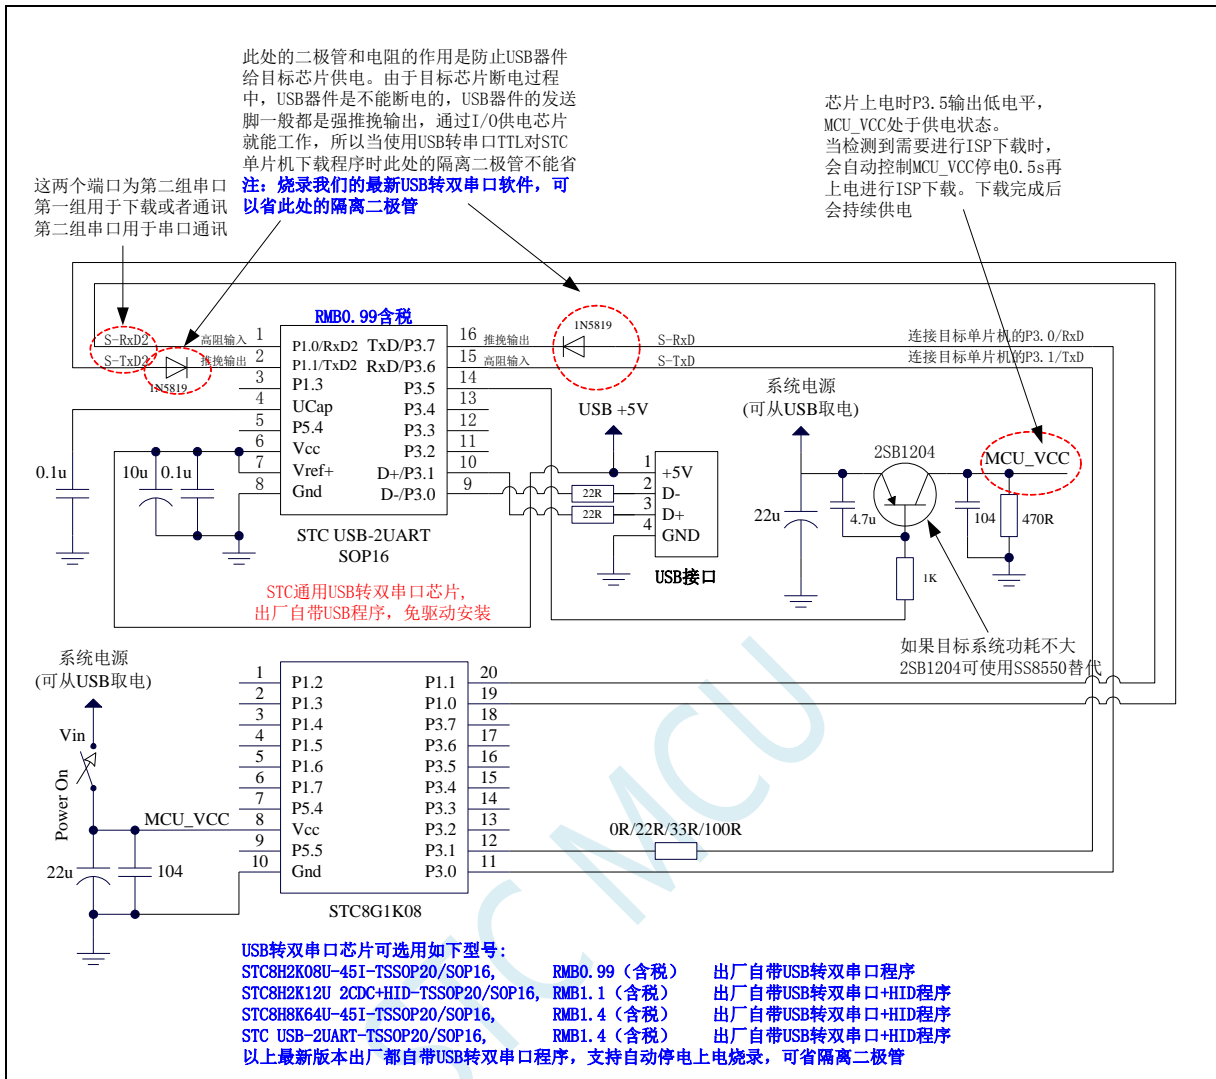 此处的二极管和电阻的作用是防止USB器件
给目标芯片供电。由于目标芯片断电过程
中，USB器件是不能断电的，USB器件的发送
脚一般都是强推挽输出，通过I/O供电芯片
就能工作，所以当使用USB转串口TTL对STC
单片机下载程序时此处的隔离二极管不能省
注：烧录我们的最新USB转双串口软件，可
以省此处的隔离二极管
芯片上电时P3.5输出低电平，
MCU_VCC处于供电状态。
当检测到需要进行ISP下载时，
会自动控制MCU_VCC停电0.5s再
上电进行ISP下载。下载完成后
会持续供电
这两个端口为第二组串口
第一组用于下载或者通讯
第二组串口用于串口通讯
RMB0.99含税
S-RxD2 高阻输入 1 P1.0/RxD2 TxD/P3.7 16 推挽输出 1N5819 S-RxD 连接目标单片机的P3.0/RxD
S-TxD2 推挽输出 2 P1.1/TxD2 RxD/P3.6 15 高阻输入 S-TxD 连接目标单片机的P3.1/TxD
1N5819 3 P1.3 P3.5 14
4 UCap P3.4 13
5 P5.4 P3.3 12
6 Vcc P3.2 11
7 Vref+ D+/P3.1 10
8 Gnd D-/P3.0 9
0.1u 10u 0.1u
STC USB-2UART
SOP16
USB +5V
1 +5V
2 D-
3 D+
4 GND
22R
22R
USB接口
系统电源
(可从USB取电)
2SB1204
MCU_VCC
22u 4.7u 104 470R
1K
STC通用USB转双串口芯片,
出厂自带USB程序，免驱动安装
如果目标系统功耗不大
2SB1204可使用SS8550替代
系统电源
(可从USB取电)
Vin
Power On
MCU_VCC
22u 104
1 P1.2 P1.1 20
2 P1.3 P1.0 19
3 P1.4 P3.7 18
4 P1.5 P3.6 17
5 P1.6 P3.5 16
6 P1.7 P3.4 15
7 P5.4 P3.3 14
8 Vcc P3.2 13
9 P5.5 P3.1 12
10 Gnd P3.0 11
0R/22R/33R/100R
STC8G1K08
STC MCU
USB转双串口芯片可选用如下型号:
STC8H2K08U-45I-TSSOP20/SOP16, RMB0.99（含税） 出厂自带USB转双串口程序
STC8H2K12U 2CDC+HID-TSSOP20/SOP16, RMB1.1（含税） 出厂自带USB转双串口+HID程序
STC8H8K64U-45I-TSSOP20/SOP16, RMB1.4（含税） 出厂自带USB转双串口+HID程序
STC USB-2UART-TSSOP20/SOP16, RMB1.4（含税） 出厂自带USB转双串口+HID程序
以上最新版本出厂都自带USB转双串口程序，支持自动停电上电烧录，可省隔离二极管